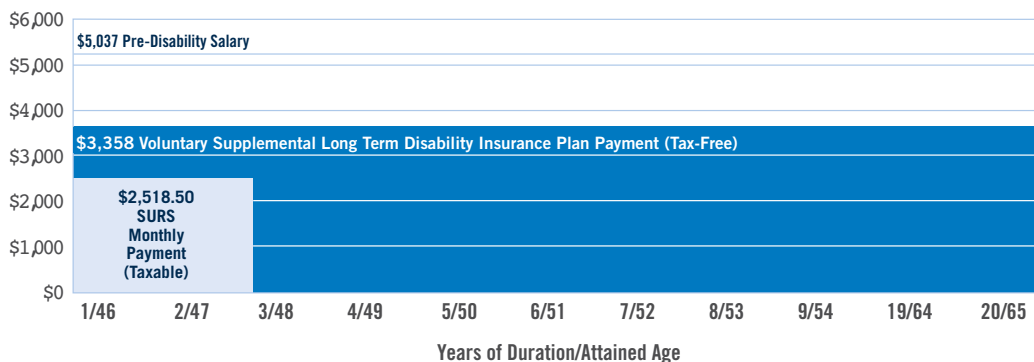 $6,000
$5,037 Pre-Disability Salary
$5,000
$4,000
$3,358 Voluntary Supplemental Long Term Disability Insurance Plan Payment (Tax-Free)
$3,000
$2,518.50
SURS
Monthly
Payment
(Taxable)
$2,000
$1,000
$0
1/46 2/47 3/48 4/49 5/50 6/51 7/52 8/53 9/54 19/64 20/65
Years of Duration/Attained Age